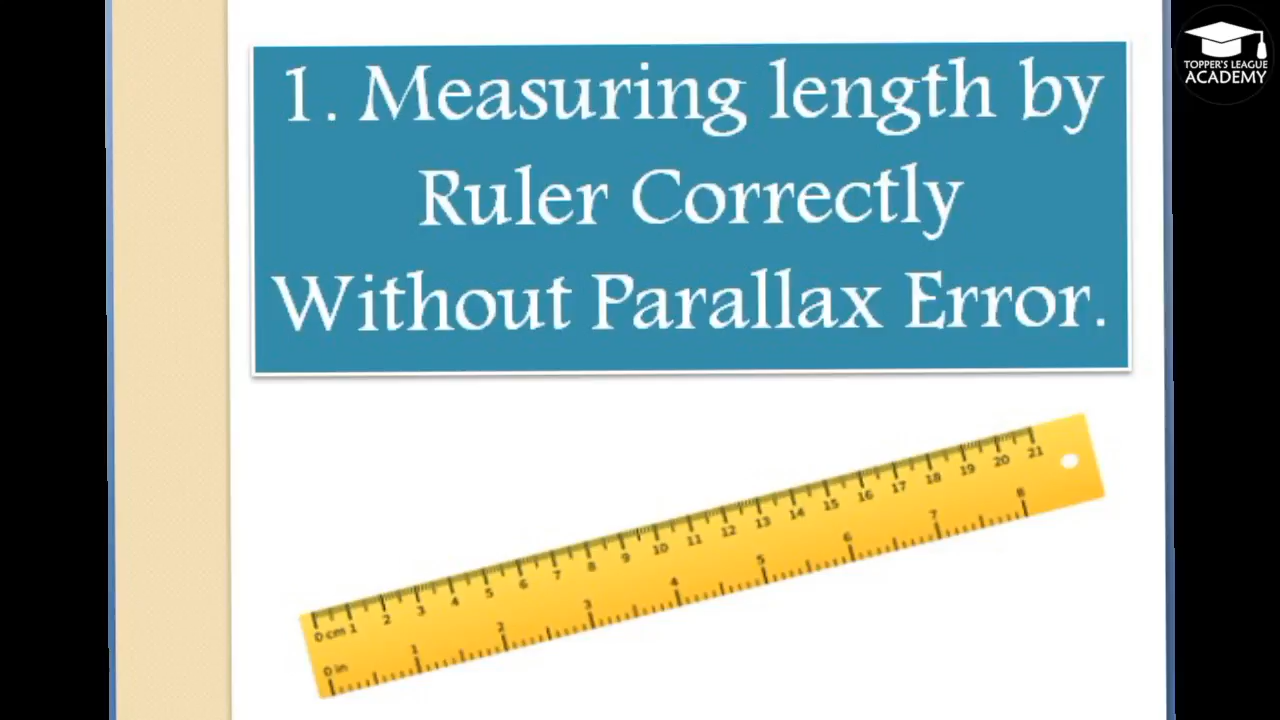 1. Measuring length by
Ruler Correctly
Without Parallax Error.
TOPPER'S LEAGUE
ACADEMY
0 cm 1 2 3 4 5 6 7 8 9 10 11 12 13 14 15 16 17 18 19 20 21
0 in 1 2 3 4 5 6 7 8